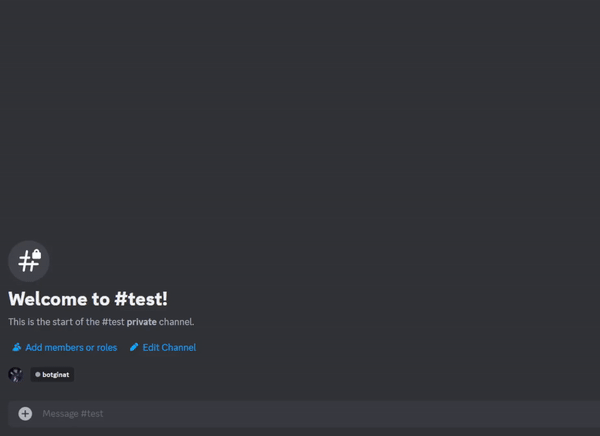 Welcome to #test!
This is the start of the #test private channel.
Add members or roles Edit Channel
botginat
Message #test